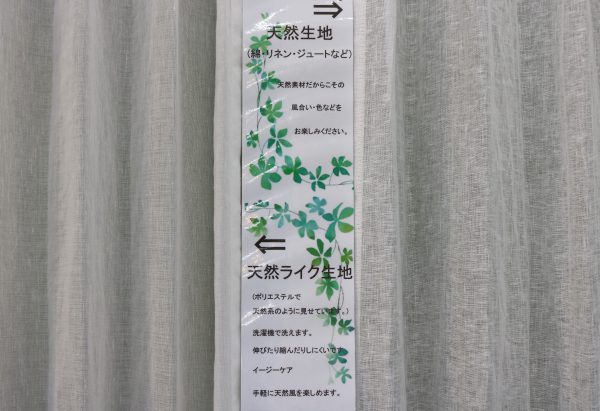 ⇒
天然生地
(綿・リネン・ジュートなど)
天然素材だからこその
風合い・色などを
お楽しみください。
⇐
天然ライク生地
(ポリエステルで
天然糸のように見せています。)
洗濯機で洗えます。
伸びたり縮んだりしにくいです
イージーケア
手軽に天然風を楽しめます。